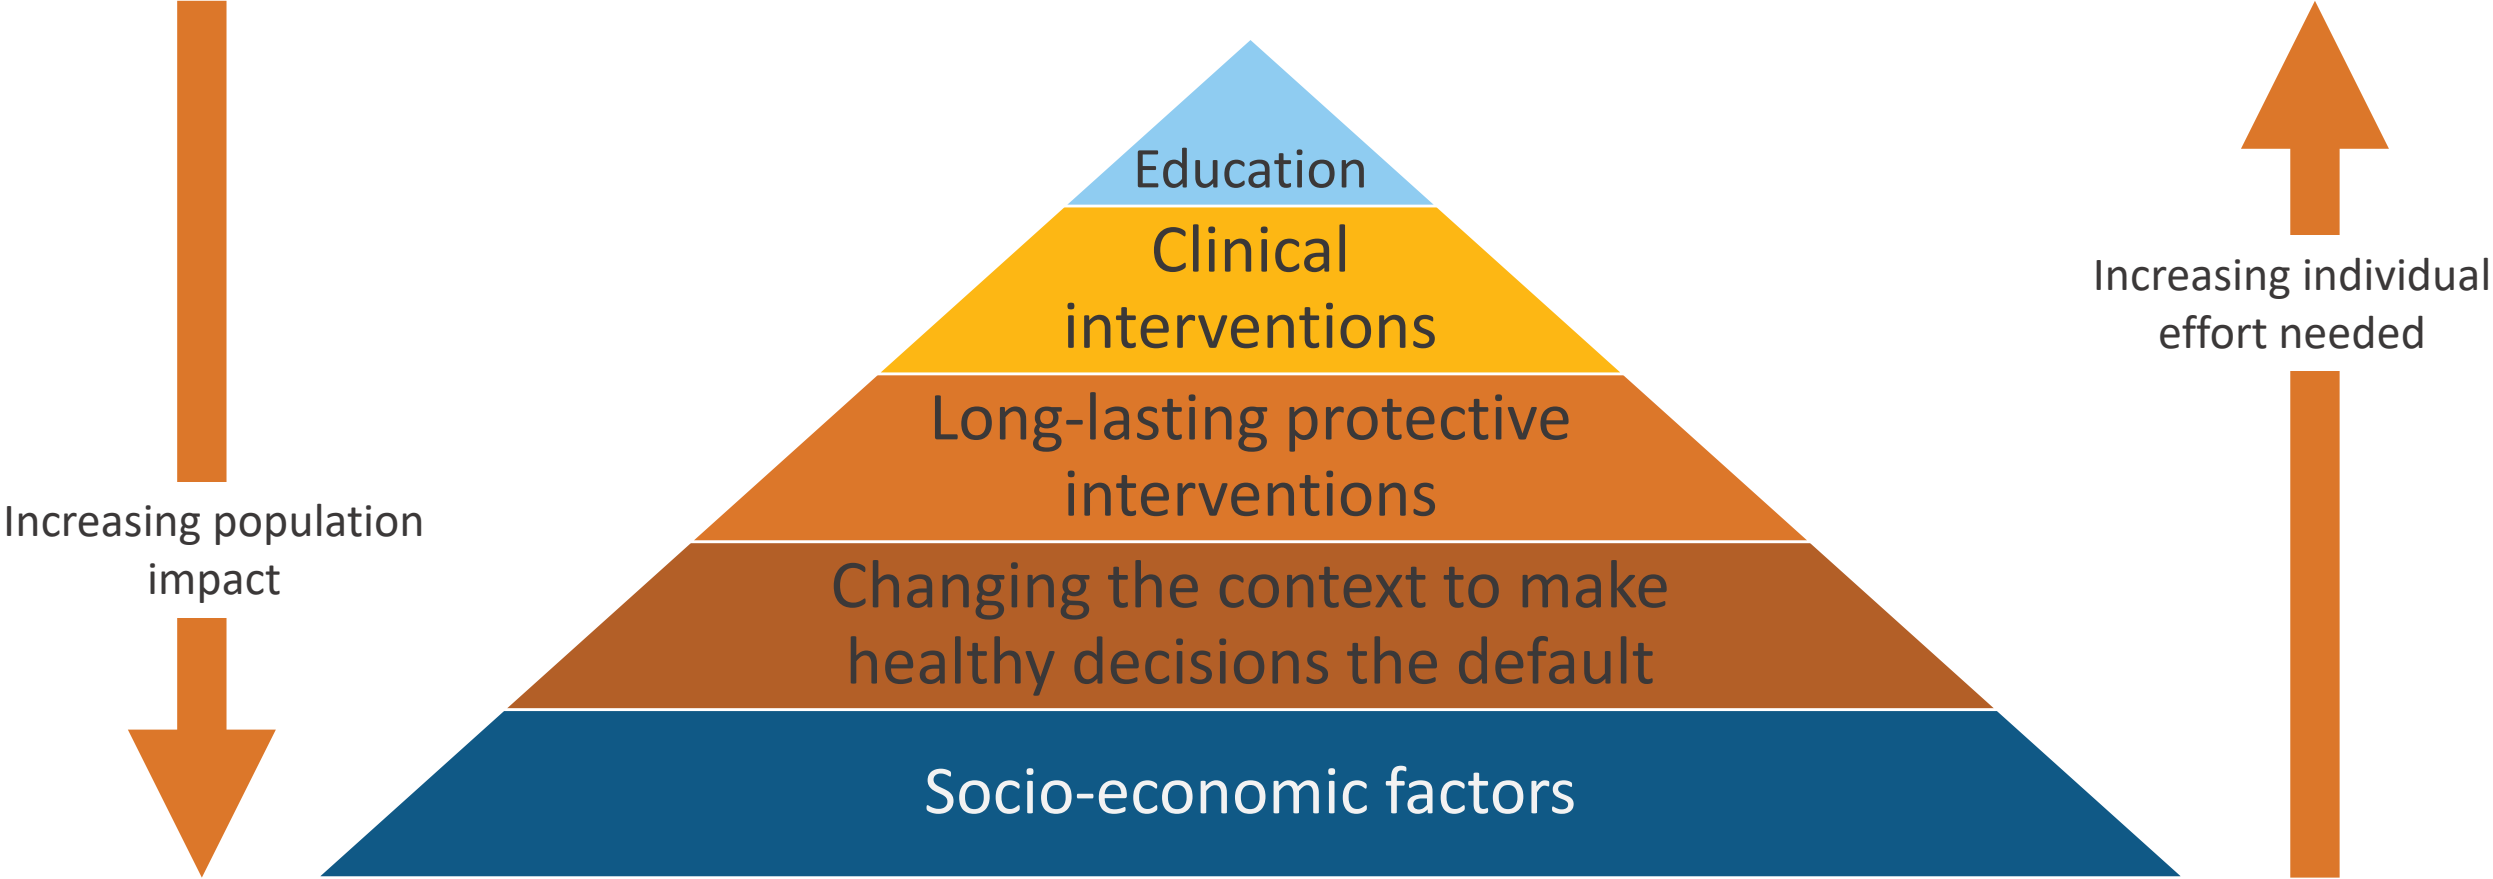 Education
Clinical
interventions
Long-lasting protective
interventions
Changing the context to make
healthy decisions the default
Socio-economic factors
Increasing population
impact
Increasing individual
effort needed